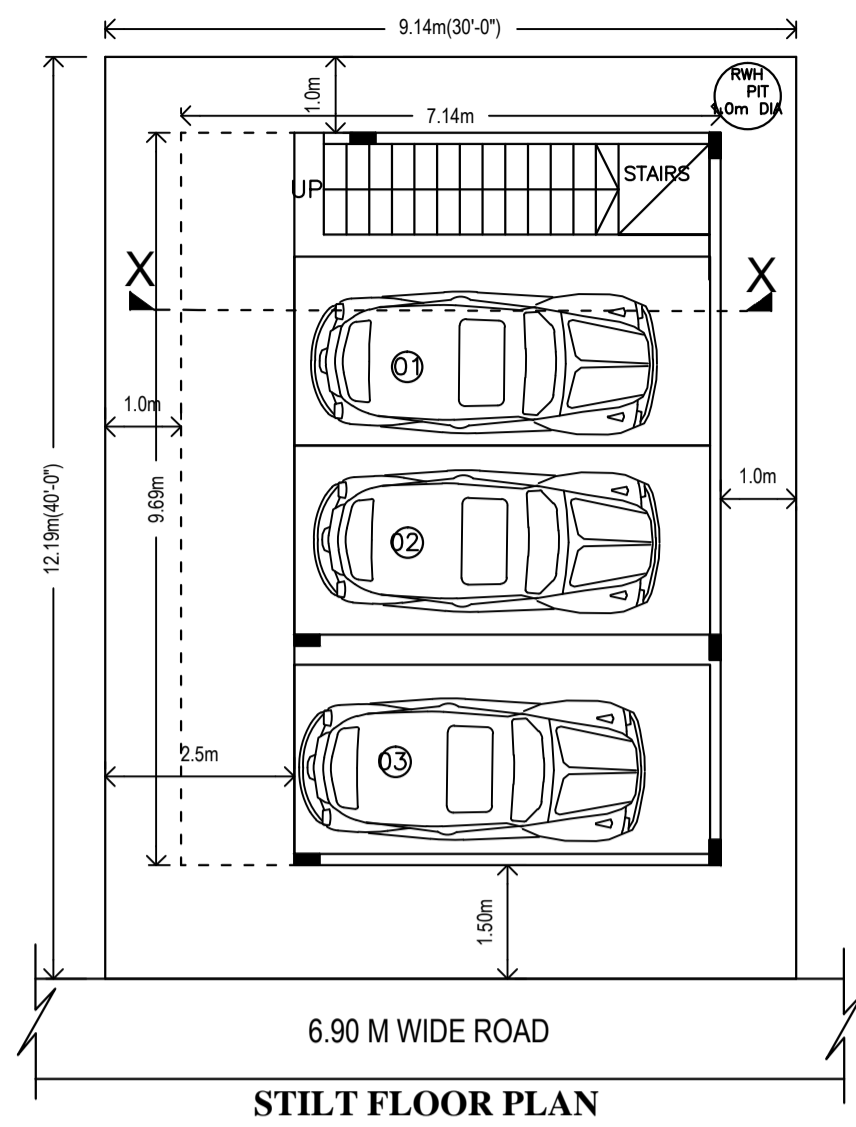 9.14m(30'-0")
RWH
PIT
1.0m DIA
1.0m
7.14m
UP
STAIRS
X
X
01
1.0m
9.69m
12.19m(40'-0")
1.0m
02
2.5m
03
1.50m
6.90 M WIDE ROAD
STILT FLOOR PLAN